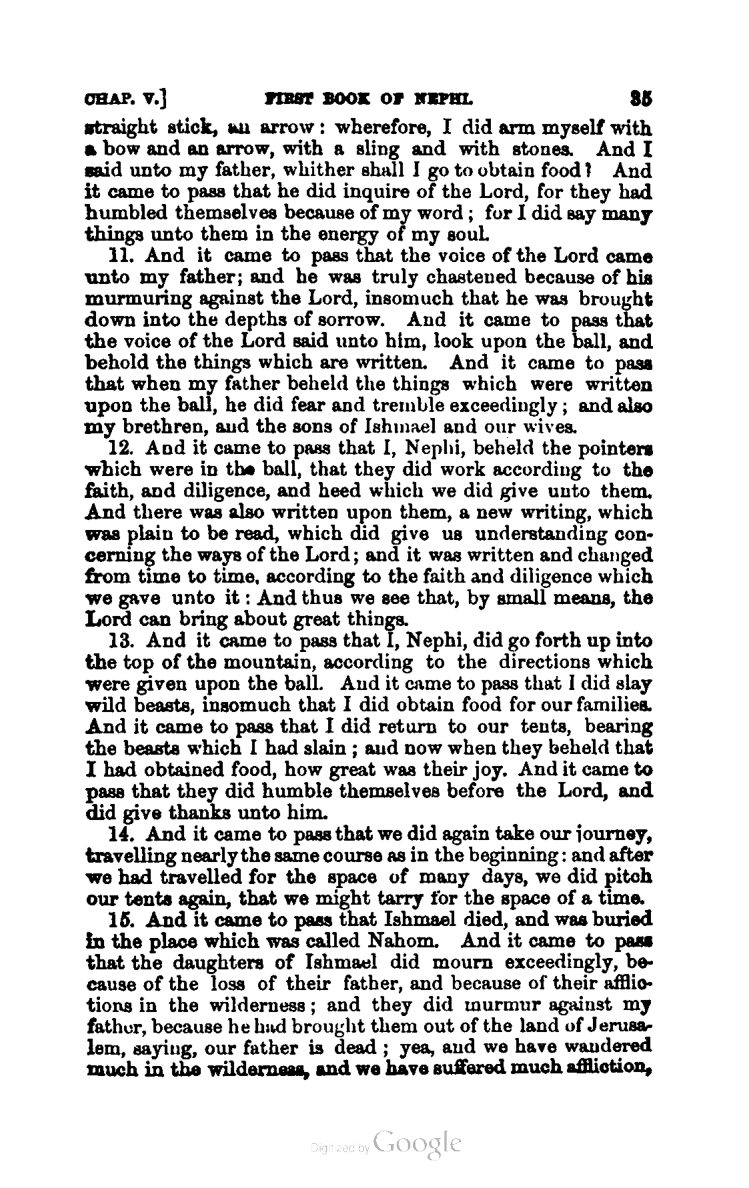 CHAP. V.] FIRST BOOK OF NEPHI. 35
straight stick, an arrow: wherefore, I did arm myself with
a bow and an arrow, with a sling and with stones. And I
said unto my father, whither shall I go to obtain food? And
it came to pass that he did inquire of the Lord, for they had
humbled themselves because of my word; for I did say many
things unto them in the energy of my soul.
11. And it came to pass that the voice of the Lord came
unto my father; and he was truly chastened because of his
murmuring against the Lord, insomuch that he was brought
down into the depths of sorrow. And it came to pass that
the voice of the Lord said unto him, look upon the ball, and
behold the things which are written. And it came to pass
that when my father beheld the things which were written
upon the ball, he did fear and tremble exceedingly; and also
my brethren, and the sons of Ishmael and our wives.
12. And it came to pass that I, Nephi, beheld the pointers
which were in the ball, that they did work according to the
faith, and diligence, and heed which we did give unto them.
And there was also written upon them, a new writing, which
was plain to be read, which did give us understanding con-
cerning the ways of the Lord; and it was written and changed
from time to time, according to the faith and diligence which
we gave unto it: And thus we see that, by small means, the
Lord can bring about great things.
13. And it came to pass that I, Nephi, did go forth up into
the top of the mountain, according to the directions which
were given upon the ball. And it came to pass that I did slay
wild beasts, insomuch that I did obtain food for our families.
And it came to pass that I did return to our tents, bearing
the beasts which I had slain; and now when they beheld that
I had obtained food, how great was their joy. And it came to
pass that they did humble themselves before the Lord, and
did give thanks unto him.
14. And it came to pass that we did again take our journey,
travelling nearly the same course as in the beginning: and after
we had travelled for the space of many days, we did pitch
our tents again, that we might tarry for the space of a time.
15. And it came to pass that Ishmael died, and was buried
in the place which was called Nahom. And it came to pass
that the daughters of Ishmael did mourn exceedingly, be-
cause of the loss of their father, and because of their afflic-
tions in the wilderness; and they did murmur against my
father, because he had brought them out of the land of Jerusa-
lem, saying, our father is dead; yea, and we have wandered
much in the wilderness, and we have suffered much affliction,
Digitized by Google